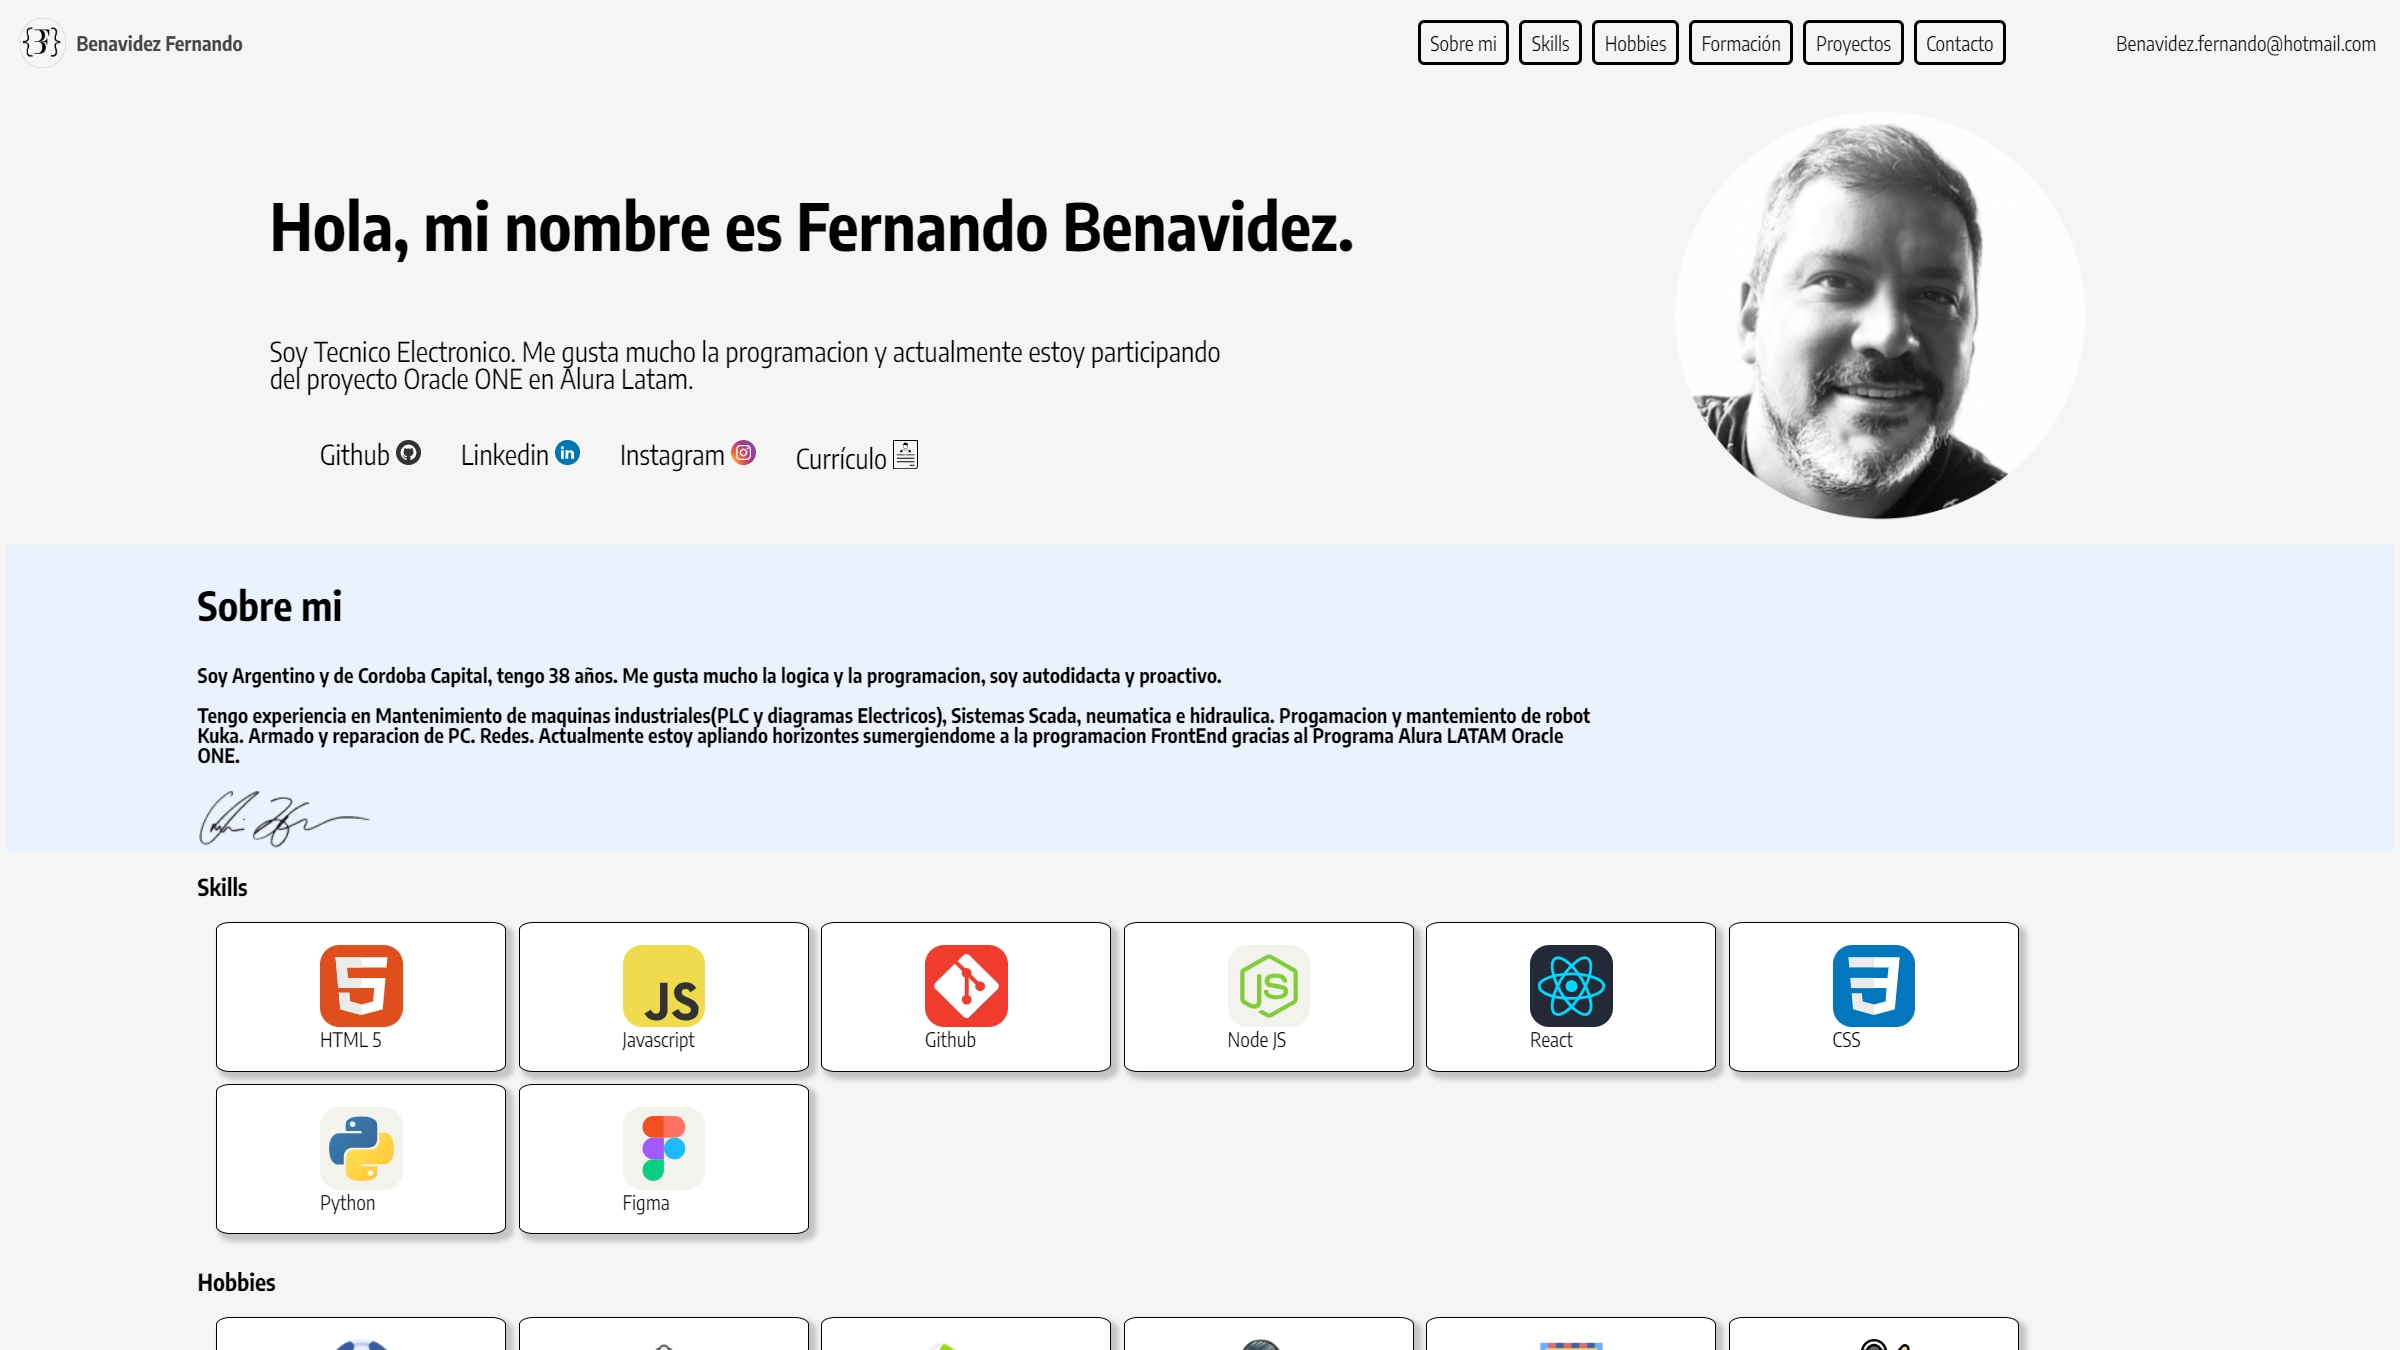 Benavidez Fernando
Sobre mi
Skills
Hobbies
Formación
Proyectos
Contacto
Benavidez.fernando@hotmail.com
Hola, mi nombre es Fernando Benavidez.
Soy Tecnico Electronico. Me gusta mucho la programacion y actualmente estoy participando
del proyecto Oracle ONE en Alura Latam.
Github
Linkedin
in
Instagram
Currículo
Sobre mi
Soy Argentino y de Cordoba Capital, tengo 38 años. Me gusta mucho la logica y la programacion, soy autodidacta y proactivo.
Tengo experiencia en Mantenimiento de maquinas industriales(PLC y diagramas Electricos), Sistemas Scada, neumatica e hidraulica. Progamacion y mantemiento de robot
Kuka. Armado y reparacion de PC. Redes. Actualmente estoy apliando horizontes sumergiendome a la programacion FrontEnd gracias al Programa Alura LATAM Oracle
ONE.
Skills
JS
JS
HTML 5
Javascript
Github
Node JS
React
CSS
Python
Figma
Hobbies